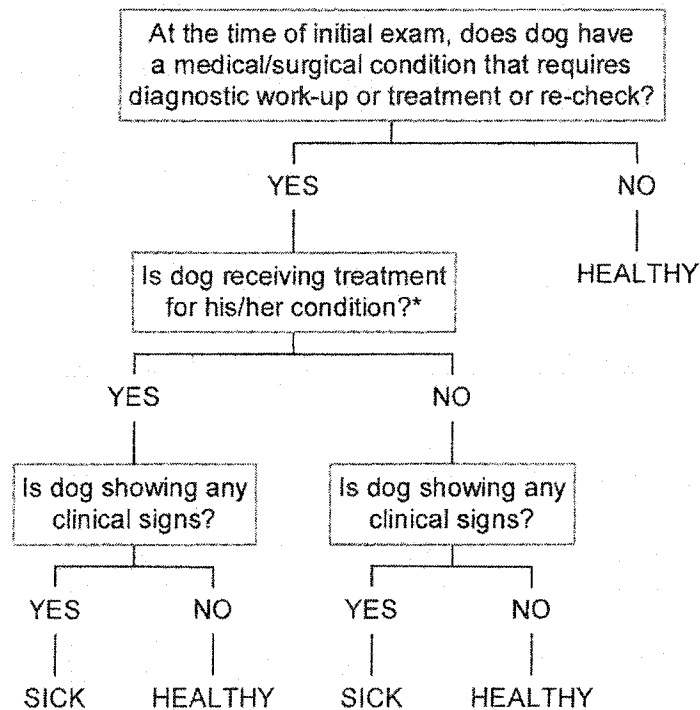 At the time of initial exam, does dog have
a medical/surgical condition that requires
diagnostic work-up or treatment or re-check?
YES NO
Is dog receiving treatment
for his/her condition?*
HEALTHY
YES NO
Is dog showing any
clinical signs?
Is dog showing any
clinical signs?
YES NO YES NO
SICK HEALTHY SICK HEALTHY